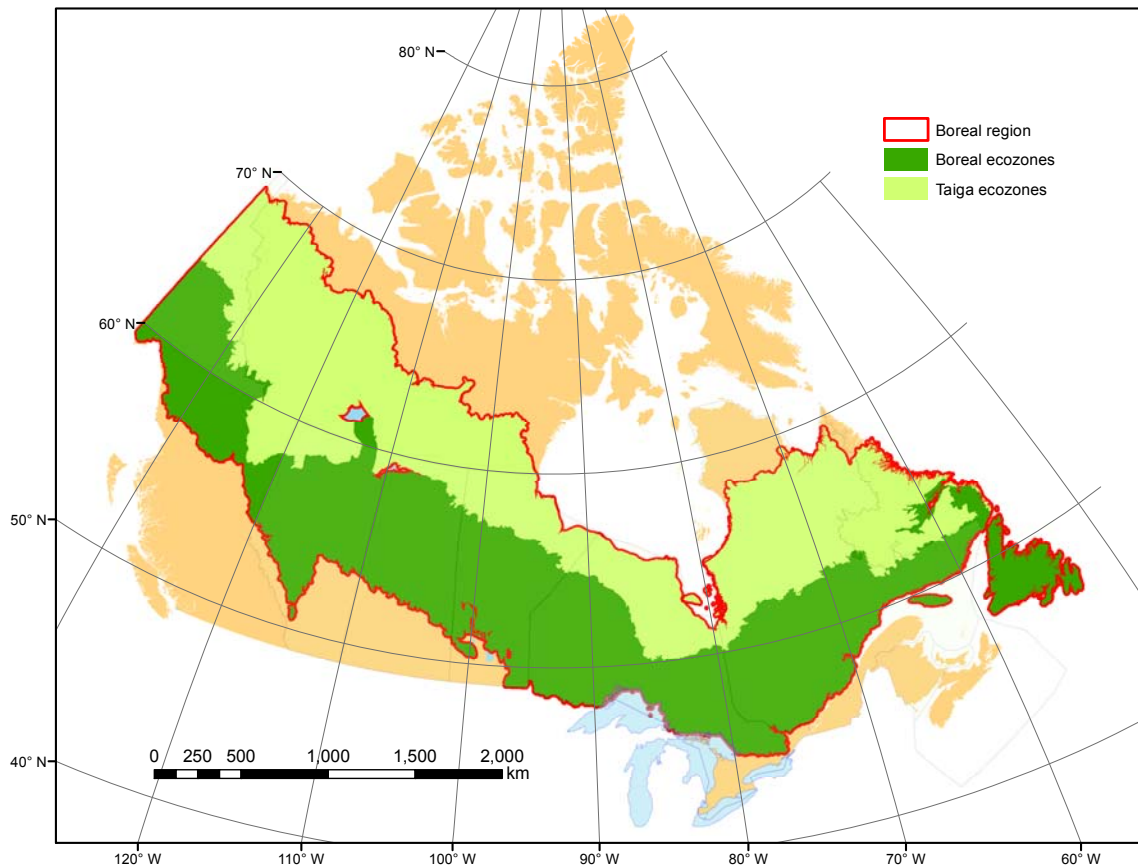 80° N
70° N
60° N
50° N
40° N
Boreal region
Boreal ecozones
Taiga ecozones
0 250 500 1,000 1,500 2,000
km
120° W 110° W 100° W 90° W 80° W 70° W 60° W